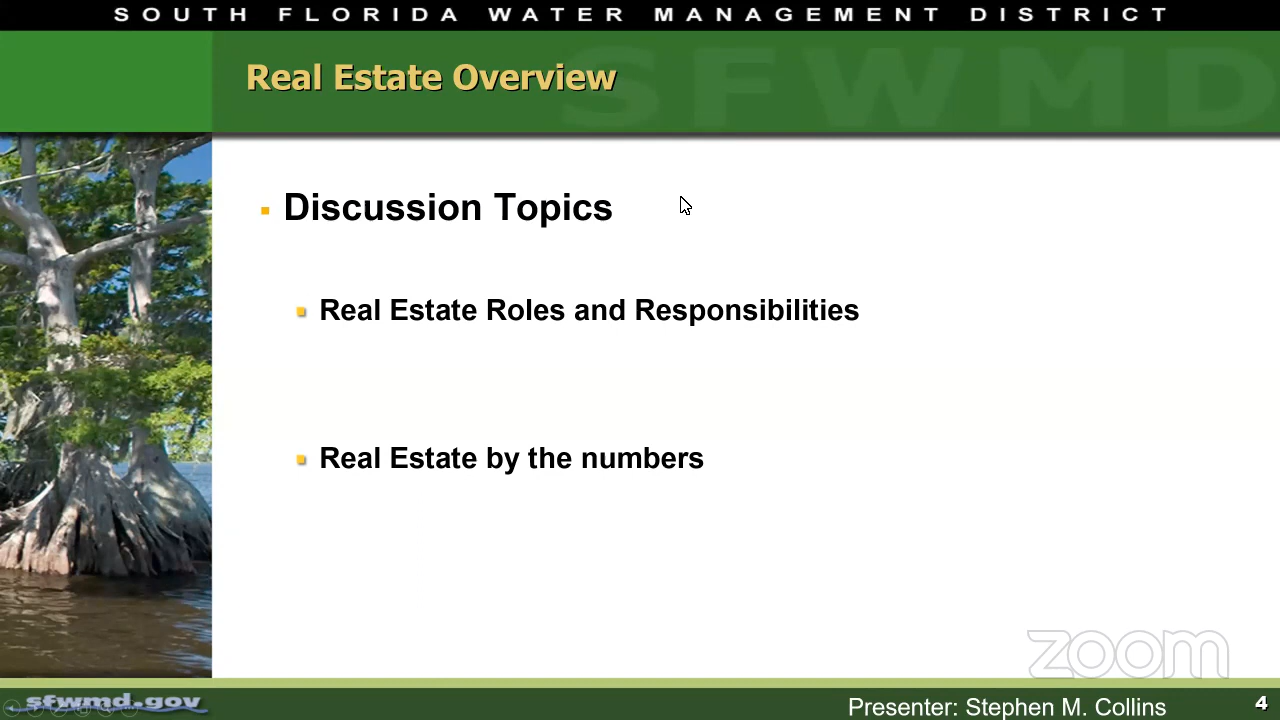 SOUTH FLORIDA WATER MANAGEMENT DISTRICT
SFWMD
Real Estate Overview
Discussion Topics
Real Estate Roles and Responsibilities
Real Estate by the numbers
zoom
sfwmd.gov
Presenter: Stephen M. Collins
4